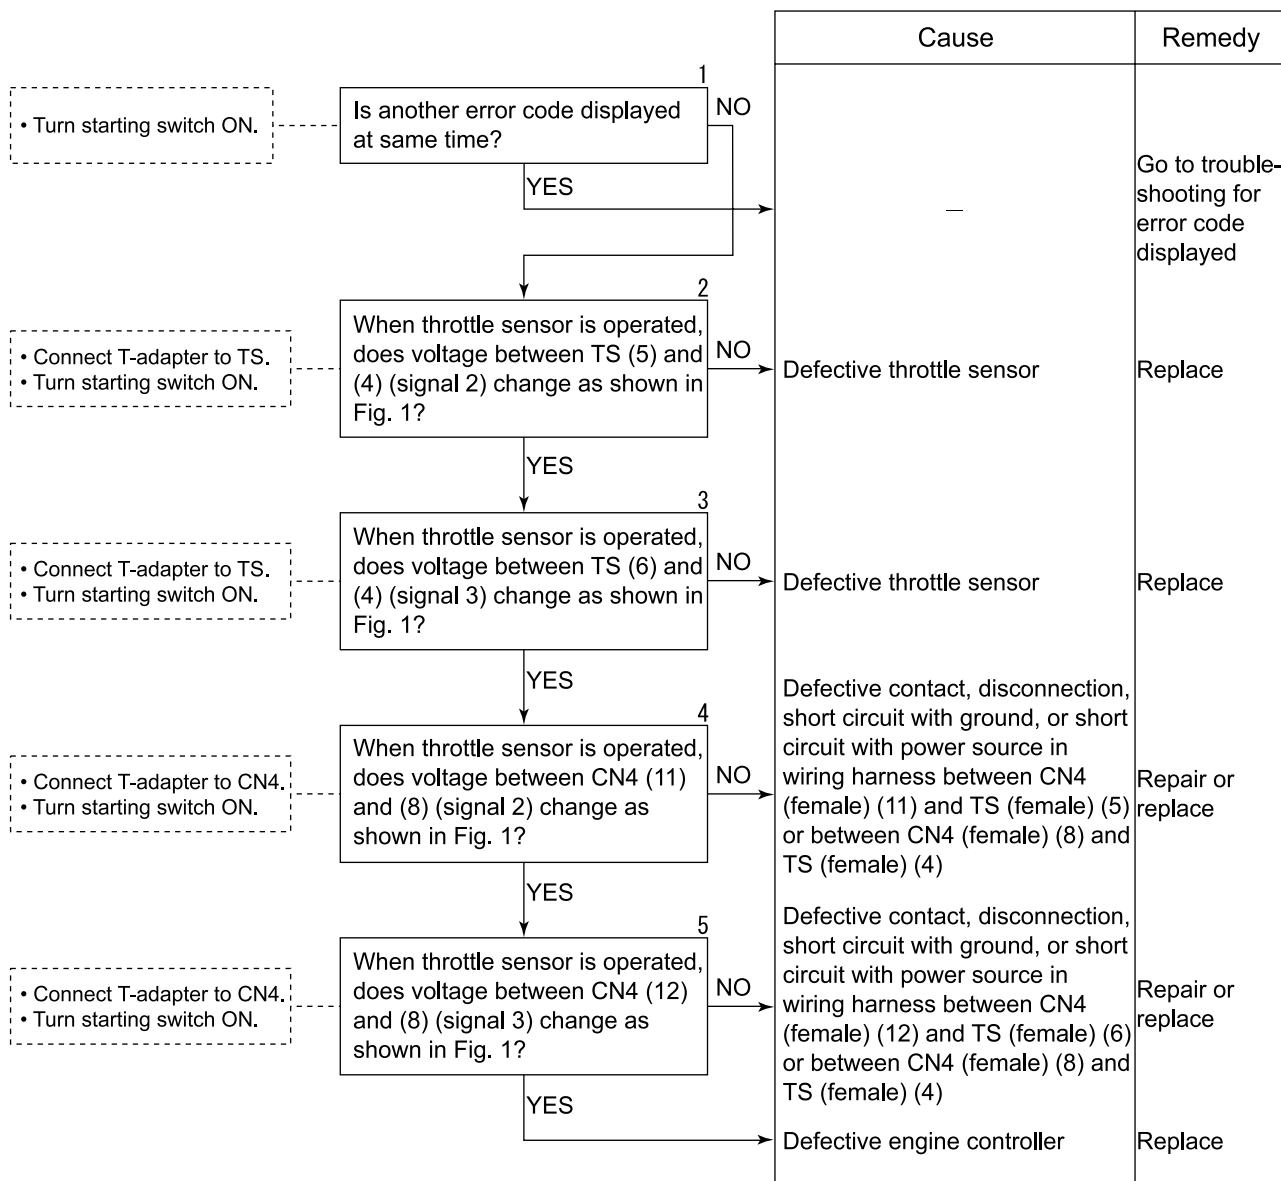 Cause
Remedy
1
• Turn starting switch ON.
Is another error code displayed
at same time?
NO
YES
—
Go to trouble-
shooting for
error code
displayed
2
• Connect T-adapter to TS.
• Turn starting switch ON.
When throttle sensor is operated,
does voltage between TS (5) and
(4) (signal 2) change as shown in
Fig. 1?
NO
Defective throttle sensor
Replace
YES
3
• Connect T-adapter to TS.
• Turn starting switch ON.
When throttle sensor is operated,
does voltage between TS (6) and
(4) (signal 3) change as shown in
Fig. 1?
NO
Defective throttle sensor
Replace
YES
4
• Connect T-adapter to CN4.
• Turn starting switch ON.
When throttle sensor is operated,
does voltage between CN4 (11)
and (8) (signal 2) change as
shown in Fig. 1?
NO
Defective contact, disconnection,
short circuit with ground, or short
circuit with power source in
wiring harness between CN4
(female) (11) and TS (female) (5)
or between CN4 (female) (8) and
TS (female) (4)
Repair or
replace
YES
5
• Connect T-adapter to CN4.
• Turn starting switch ON.
When throttle sensor is operated,
does voltage between CN4 (12)
and (8) (signal 3) change as
shown in Fig. 1?
NO
Defective contact, disconnection,
short circuit with ground, or short
circuit with power source in
wiring harness between CN4
(female) (12) and TS (female) (6)
or between CN4 (female) (8) and
TS (female) (4)
Repair or
replace
YES
Defective engine controller
Replace